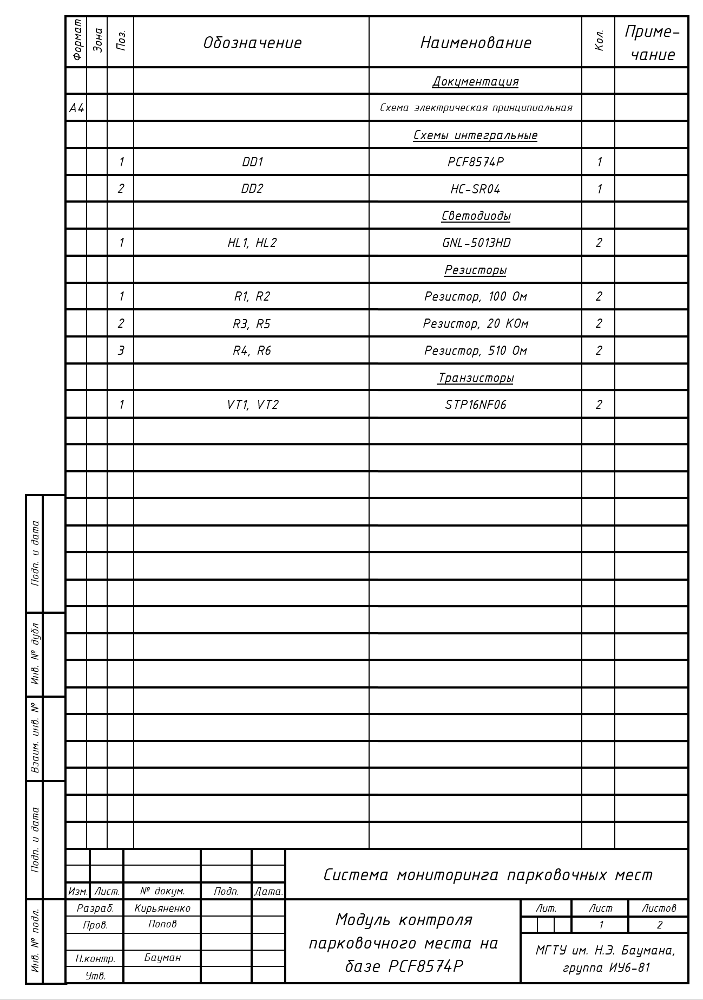 Формат Зона Поз. Обозначение Наименование Кол. Приме-
чание
Документация
А4 Схема электрическая принципиальная
Схемы интегральные
1 DD1 PCF8574P 1
2 DD2 HC-SR04 1
Светодиоды
1 HL1, HL2 GNL-5013HD 2
Резисторы
1 R1, R2 Резистор, 100 Ом 2
2 R3, R5 Резистор, 20 КОм 2
3 R4, R6 Резистор, 510 Ом 2
Транзисторы
1 VT1, VT2 STP16NF06 2
Подп. и дата
Инв. № дубл
Взаим. инв. №
Подп. и дата
Инв. № подл.
Система мониторинга парковочных мест
Изм. Лист. № докум. Подп. Дата.
Разраб. Кирьяненко
Пров. Попов
Н.контр. Бауман
Утв.
Модуль контроля
парковочного места на
базе PCF8574P
Лит. Лист Листов
1 2
МГТУ им. Н.Э. Баумана,
группа ИУ6-81